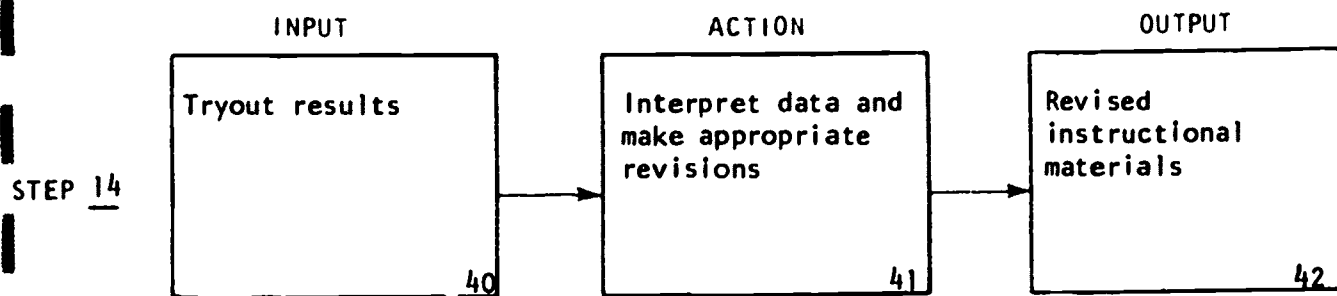 INPUT
ACTION
OUTPUT
Tryout results
Interpret data and
make appropriate
revisions
Revised
instructional
materials
STEP 14
40
41
42